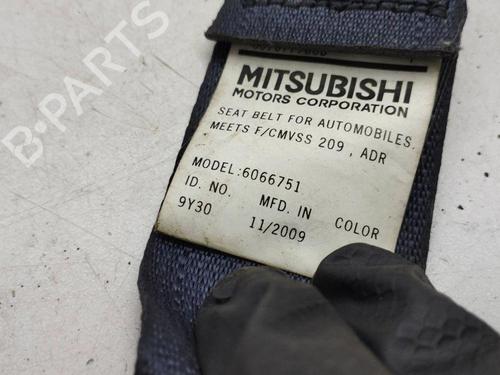 MITSUBISHI
MOTORS CORPORATION
SEAT BELT FOR AUTOMOBILES.
MEETS F/CMVSS 209 , ADR
MODEL:6066751
ID. NO. MFD. IN COLOR
9Y30 11/2009
B-PARTS